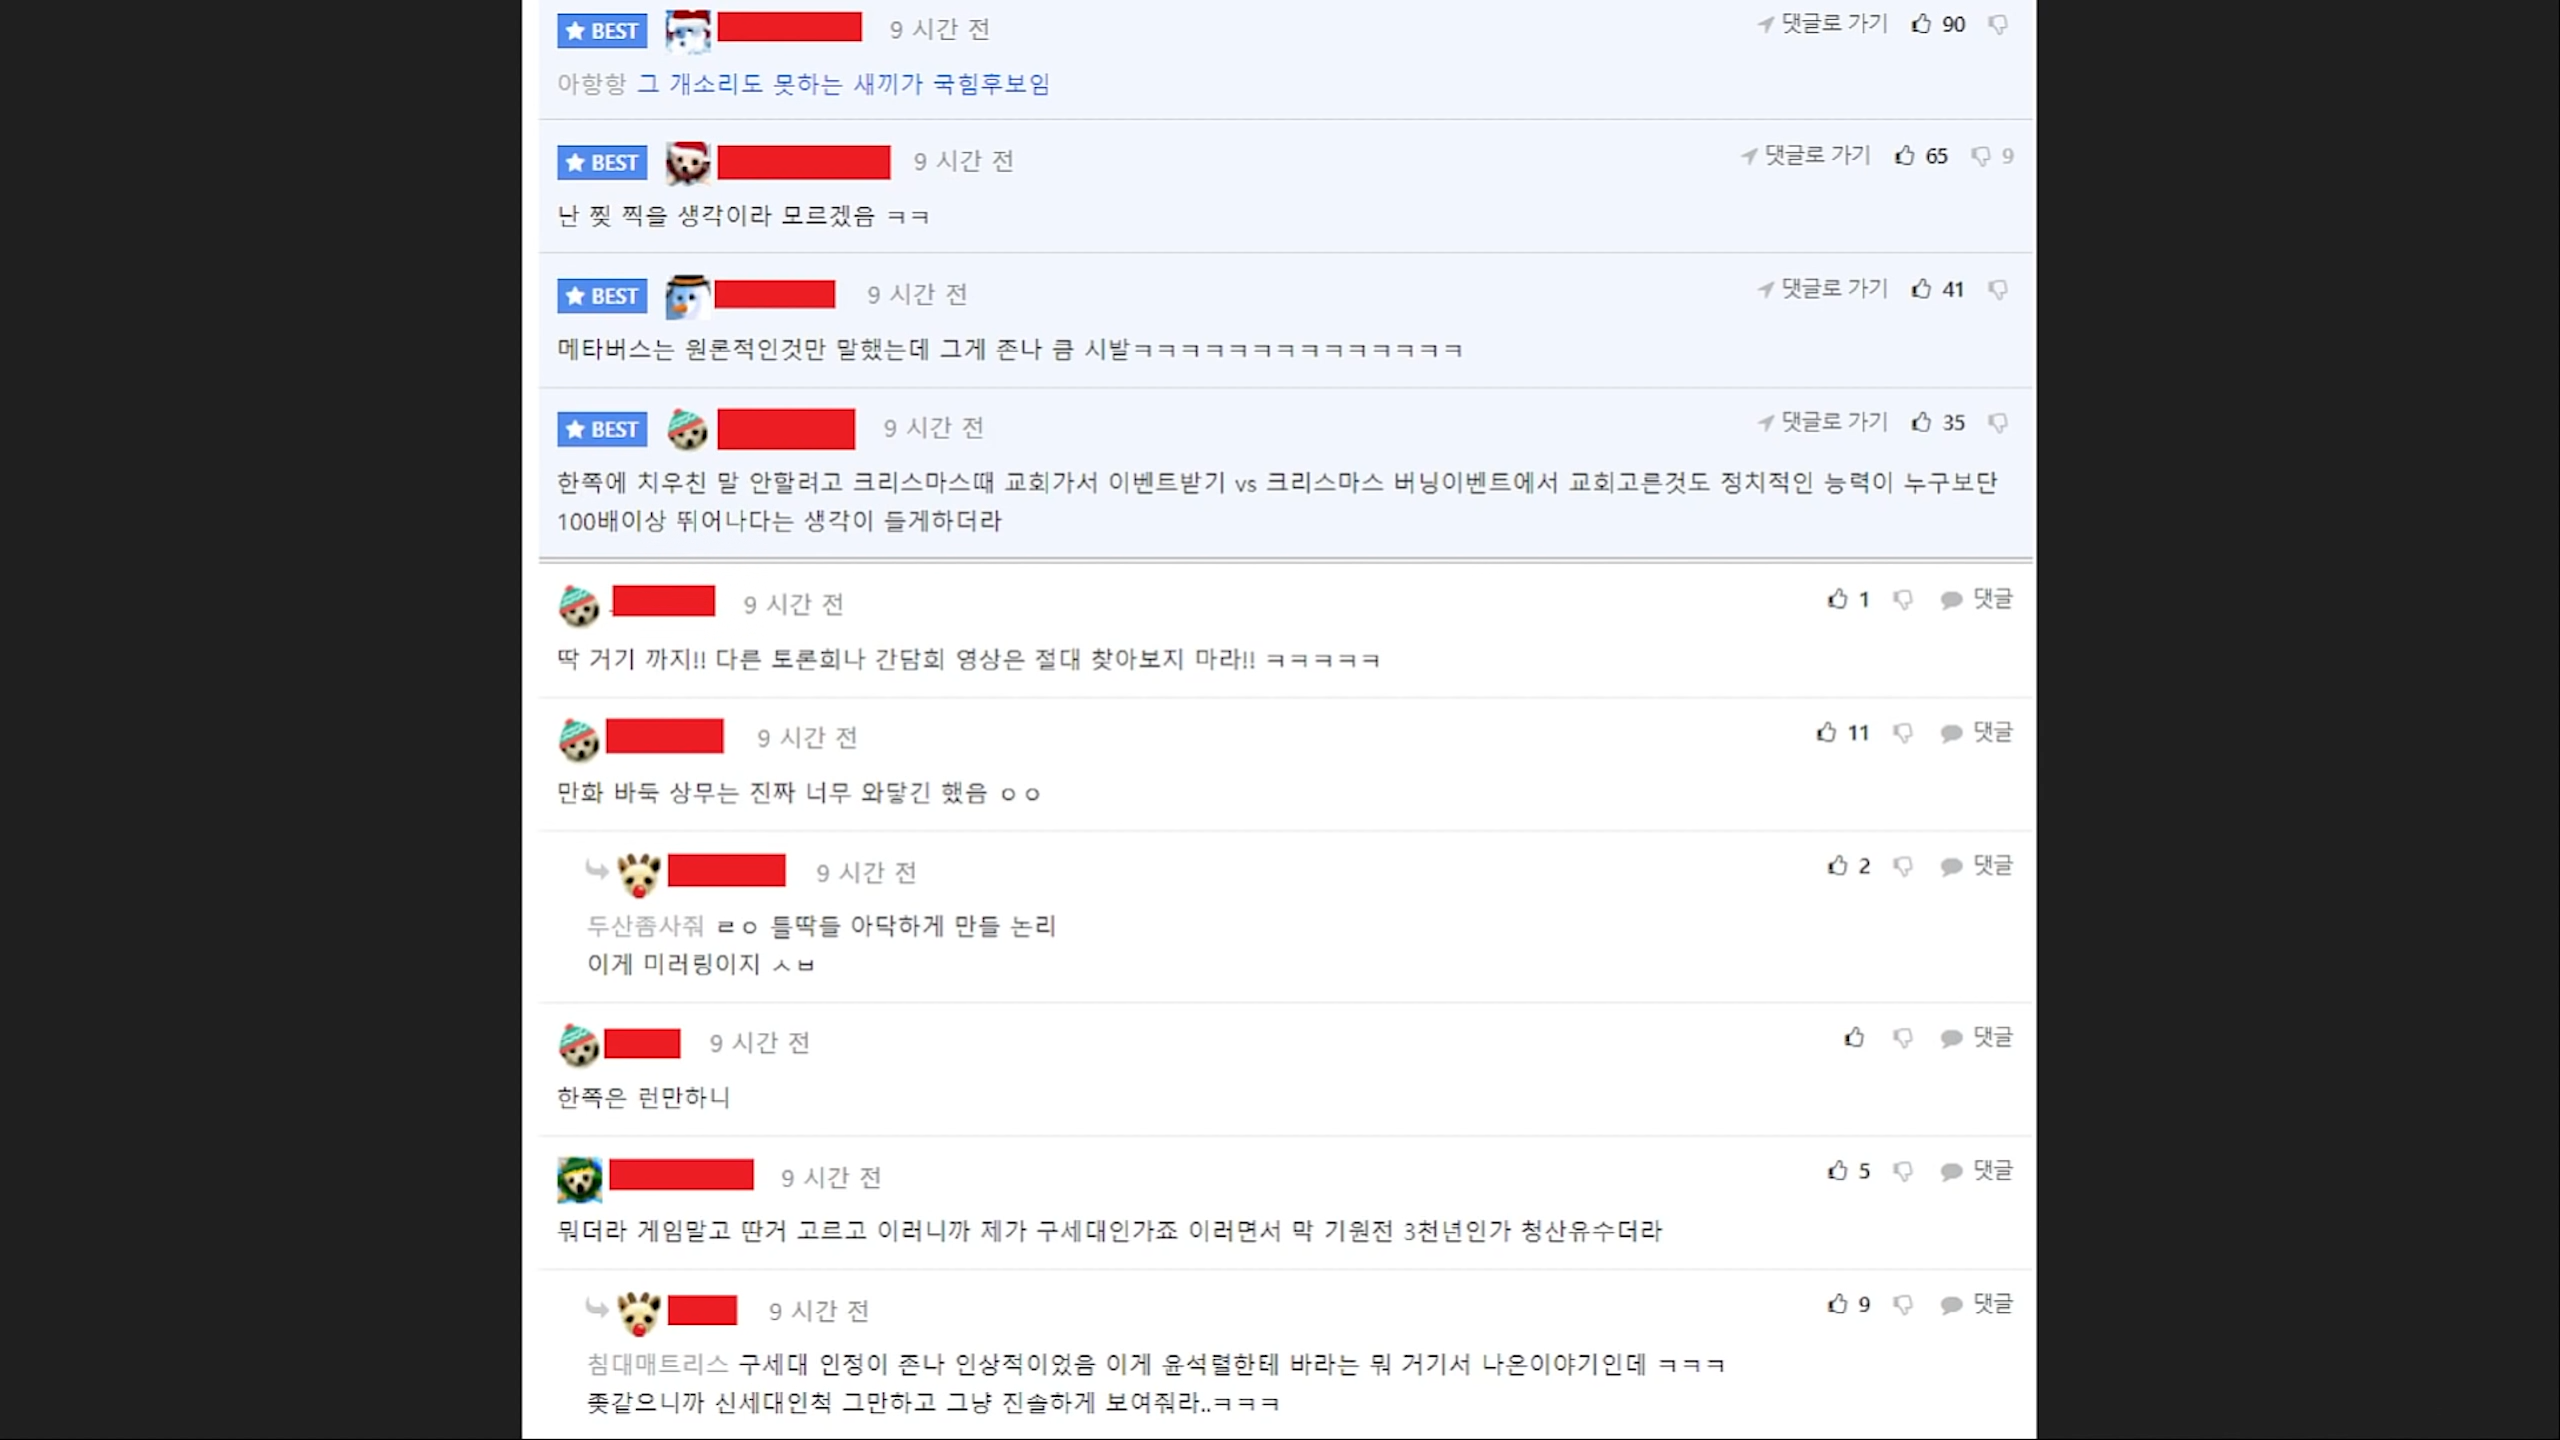 BEST 9 시간 전 댓글로 가기 90
아항항 그 개소리도 못하는 새끼가 국힘후보임
BEST 9 시간 전 댓글로 가기 65 9
난 찢 찍을 생각이라 모르겠음 ㅋㅋ
BEST 9 시간 전 댓글로 가기 41
메타버스는 원론적인것만 말했는데 그게 존나 큼 시발ㅋㅋㅋㅋㅋㅋㅋㅋㅋㅋㅋㅋㅋㅋ
BEST 9 시간 전 댓글로 가기 35
한쪽에 치우친 말 안할려고 크리스마스때 교회가서 이벤트받기 vs 크리스마스 버닝이벤트에서 교회고른것도 정치적인 능력이 누구보단
100배이상 뛰어나다는 생각이 들게하더라
9 시간 전 1 댓글
딱 거기 까지!! 다른 토론희나 간담회 영상은 절대 찾아보지 마라!! ㅋㅋㅋㅋㅋ
9 시간 전 11 댓글
만화 바둑 상무는 진짜 너무 와닿긴 했음 ㅇㅇ
9 시간 전 2 댓글
두산좀사줘 ㄹㅇ 틀딱들 아닥하게 만들 논리
이게 미러링이지 ㅅㅂ
9 시간 전 댓글
한쪽은 런만하니
9 시간 전 5 댓글
뭐더라 게임말고 딴거 고르고 이러니까 제가 구세대인가죠 이러면서 막 기원전 3천년인가 청산유수더라
9 시간 전 9 댓글
침대매트리스 구세대 인정이 존나 인상적이었음 이게 윤석렬한테 바라는 뭐 거기서 나온이야기인데 ㅋㅋㅋ
좆같으니까 신세대인척 그만하고 그냥 진솔하게 보여줘라..ㅋㅋㅋ